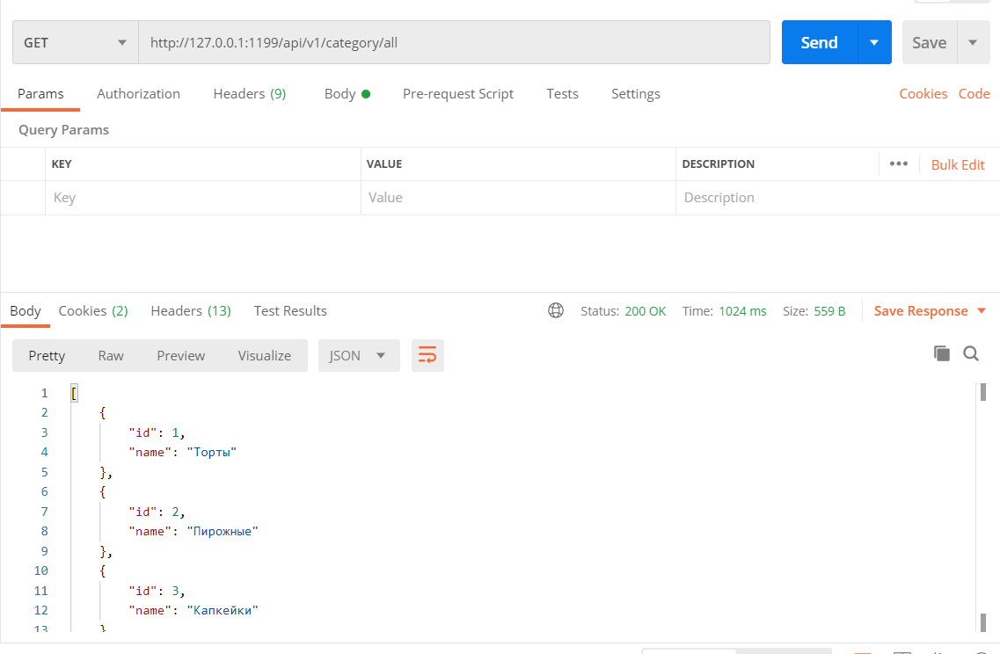 GET http://127.0.0.1:1199/api/v1/category/all Send Save
Params Authorization Headers (9) Body Pre-request Script Tests Settings Cookies Code
Query Params
KEY VALUE DESCRIPTION ••• Bulk Edit
Key Value Description
Body Cookies (2) Headers (13) Test Results Status: 200 OK Time: 1024 ms Size: 559 B Save Response
Pretty Raw Preview Visualize JSON
1 [
2 {
3 "id": 1,
4 "name": "Торты"
5 },
6 {
7 "id": 2,
8 "name": "Пирожные"
9 },
10 {
11 "id": 3,
12 "name": "Капкейки"
13 }